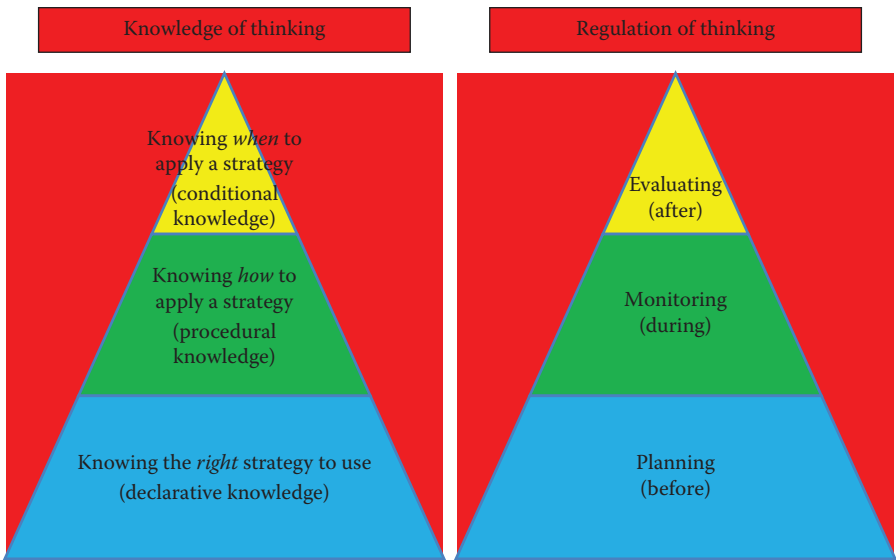 Knowledge of thinking
Knowing when to
apply a strategy
(conditional
knowledge)
Knowing how to
apply a strategy
(procedural
knowledge)
Knowing the right strategy to use
(declarative knowledge)
Regulation of thinking
Evaluating
(after)
Monitoring
(during)
Planning
(before)